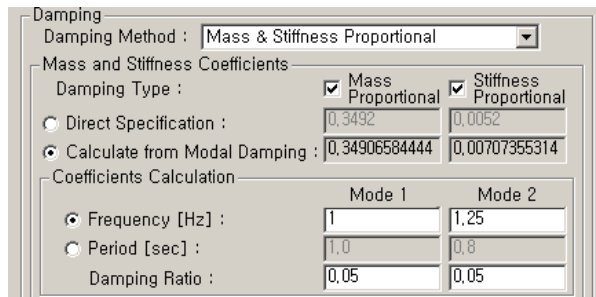 Damping
Damping Method : Mass & Stiffness Proportional
Mass and Stiffness Coefficients
Damping Type : Mass Proportional Stiffness Proportional
Direct Specification : 0,3492 0,0052
Calculate from Modal Damping : 0,34906584444 0,00707355314
Coefficients Calculation
Mode 1 Mode 2
Frequency [Hz] : 1 1,25
Period [sec] : 1,0 0,8
Damping Ratio : 0,05 0,05